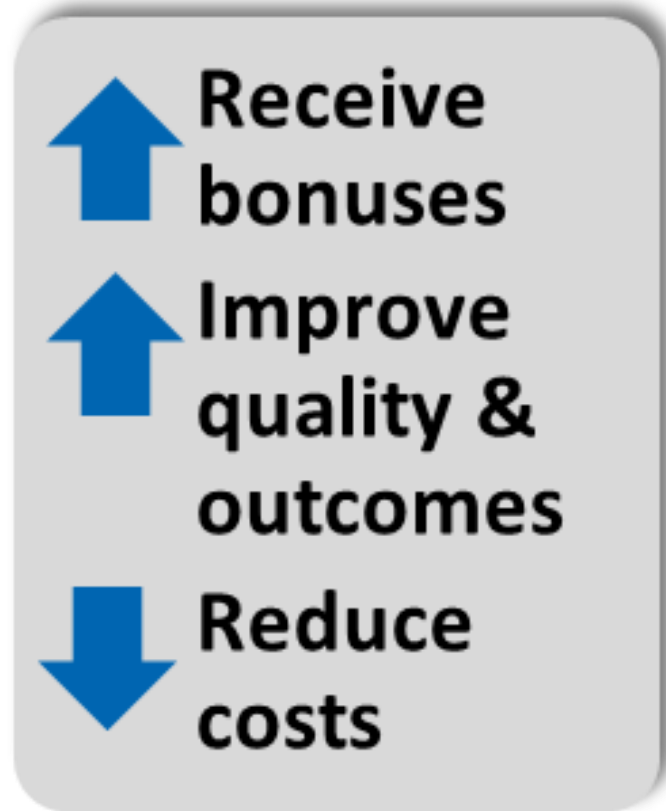 Receive
bonuses
Improve
quality &
outcomes
Reduce
costs